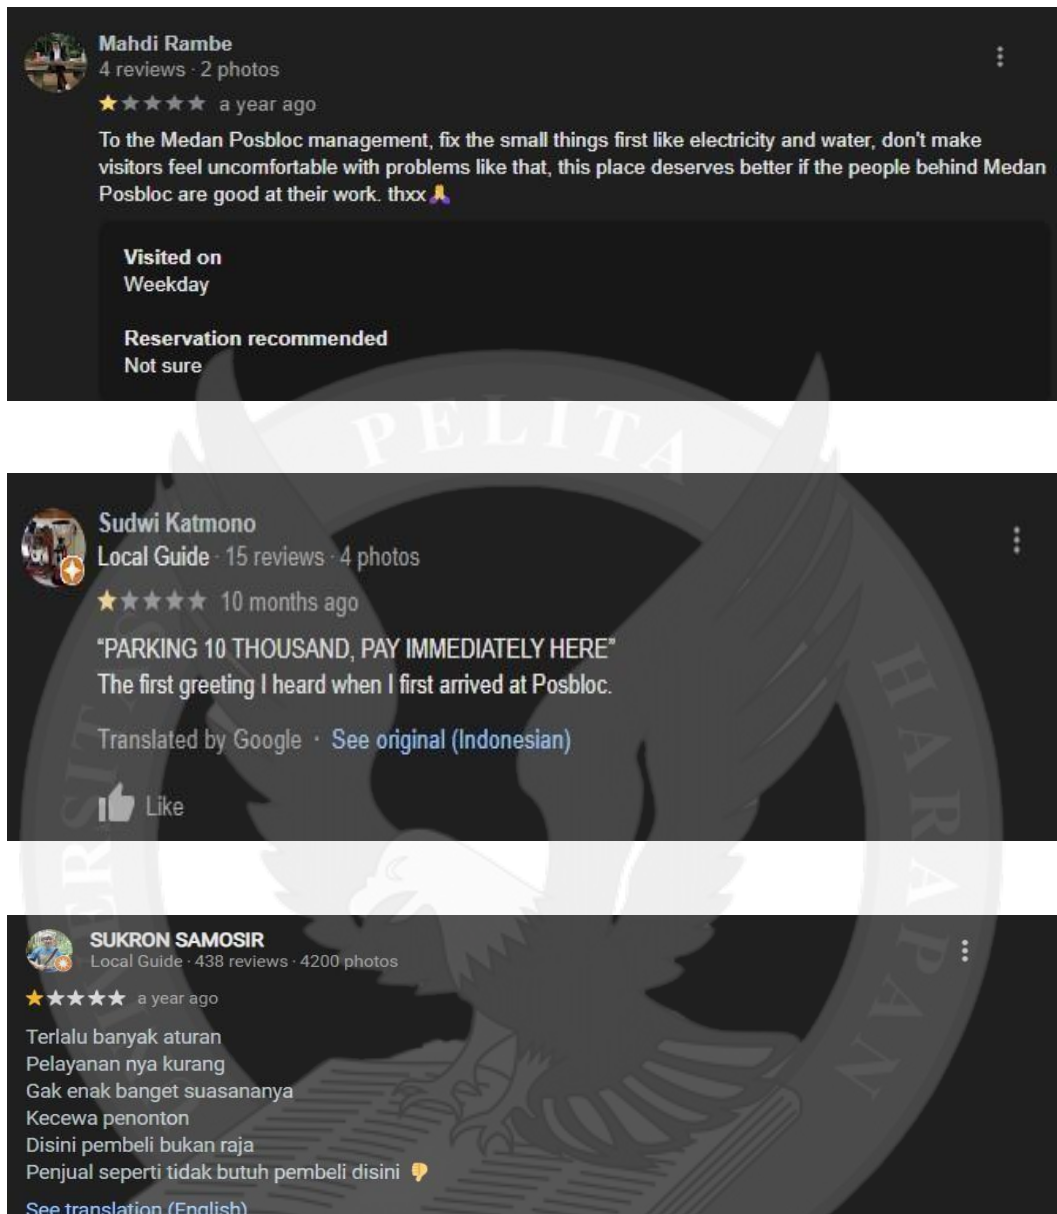 Mahdi Rambe
4 reviews · 2 photos
a year ago
To the Medan Posbloc management, fix the small things first like electricity and water, don't make
visitors feel uncomfortable with problems like that, this place deserves better if the people behind Medan
Posbloc are good at their work. thxx🙏
Visited on
Weekday
Reservation recommended
Not sure
PELITA
Sudwi Katmono
Local Guide · 15 reviews · 4 photos
10 months ago
“PARKING 10 THOUSAND, PAY IMMEDIATELY HERE”
The first greeting I heard when I first arrived at Posbloc.
Translated by Google · See original (Indonesian)
Like
HARAPAN
SUKRON SAMOSIR
Local Guide · 438 reviews · 4200 photos
a year ago
Terlalu banyak aturan
Pelayanan nya kurang
Gak enak banget suasananya
Kecewa penonton
Disini pembeli bukan raja
Penjual seperti tidak butuh pembeli disini 👎
See translation (English)